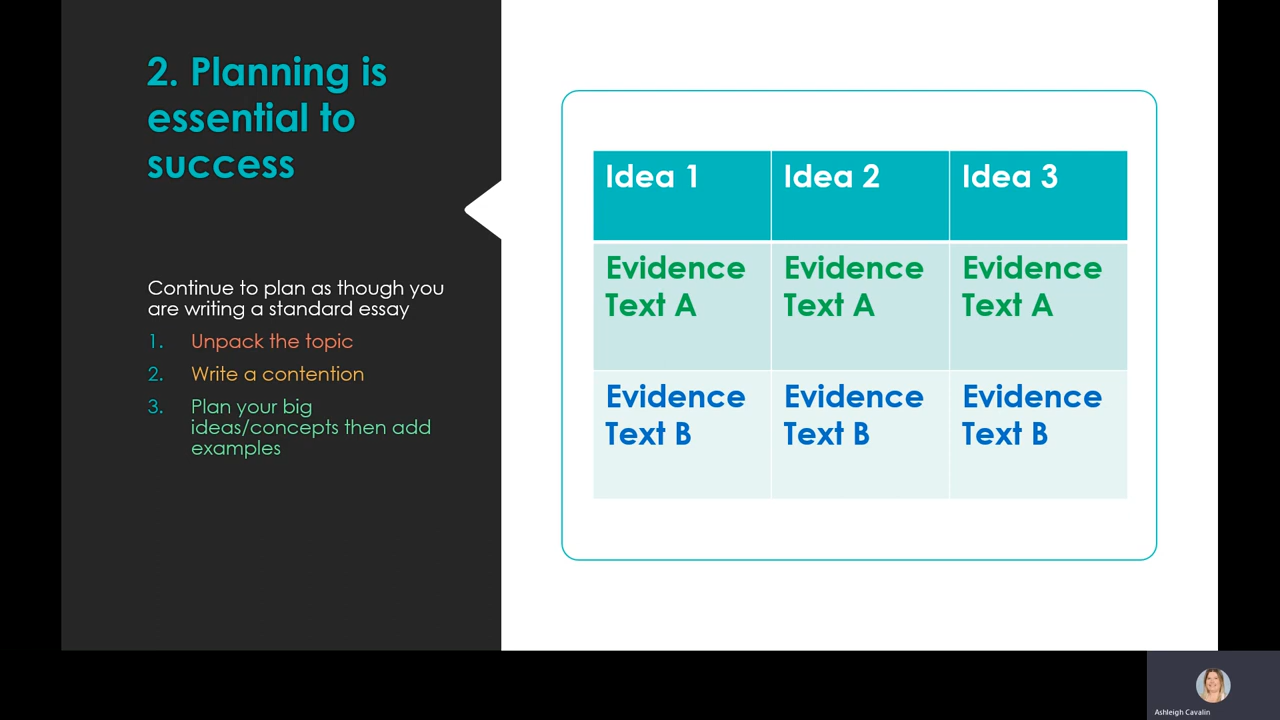 2. Planning is
essential to
success
Continue to plan as though you
are writing a standard essay
1. Unpack the topic
2. Write a contention
3. Plan your big
ideas/concepts then add
examples
Idea 1 Idea 2 Idea 3
Evidence Evidence Evidence
Text A Text A Text A
Evidence Evidence Evidence
Text B Text B Text B
Ashleigh Cavalin